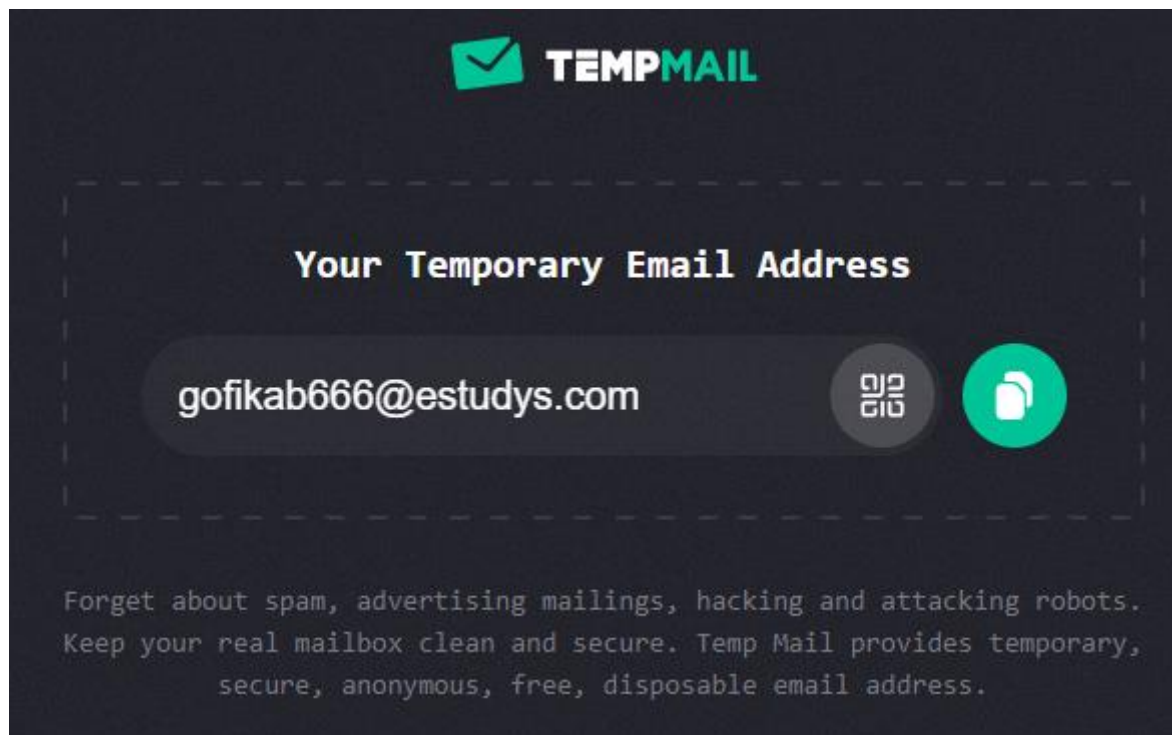 TEMPMAIL
Your Temporary Email Address
gofikab666@estudys.com
Forget about spam, advertising mailings, hacking and attacking robots.
Keep your real mailbox clean and secure. Temp Mail provides temporary,
secure, anonymous, free, disposable email address.